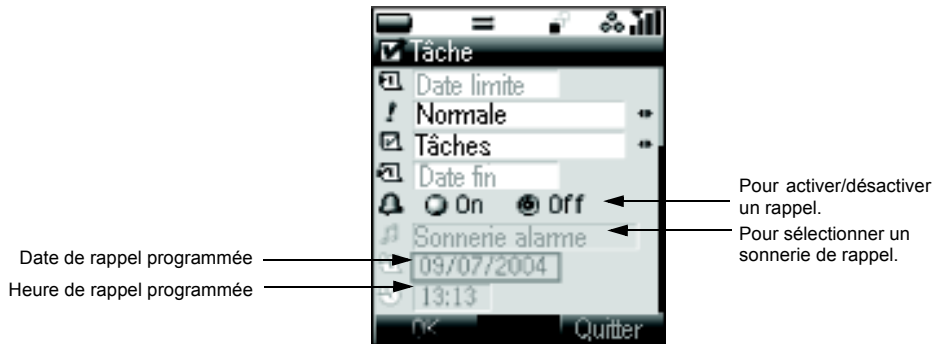 Tâche
Date limite
Normale
Tâches
Date fin
On Off
Pour activer/désactiver
un rappel.
Sonnerie alarme
Pour sélectionner un
sonnerie de rappel.
Date de rappel programmée
09/07/2004
Heure de rappel programmée
13:13
OK Quitter